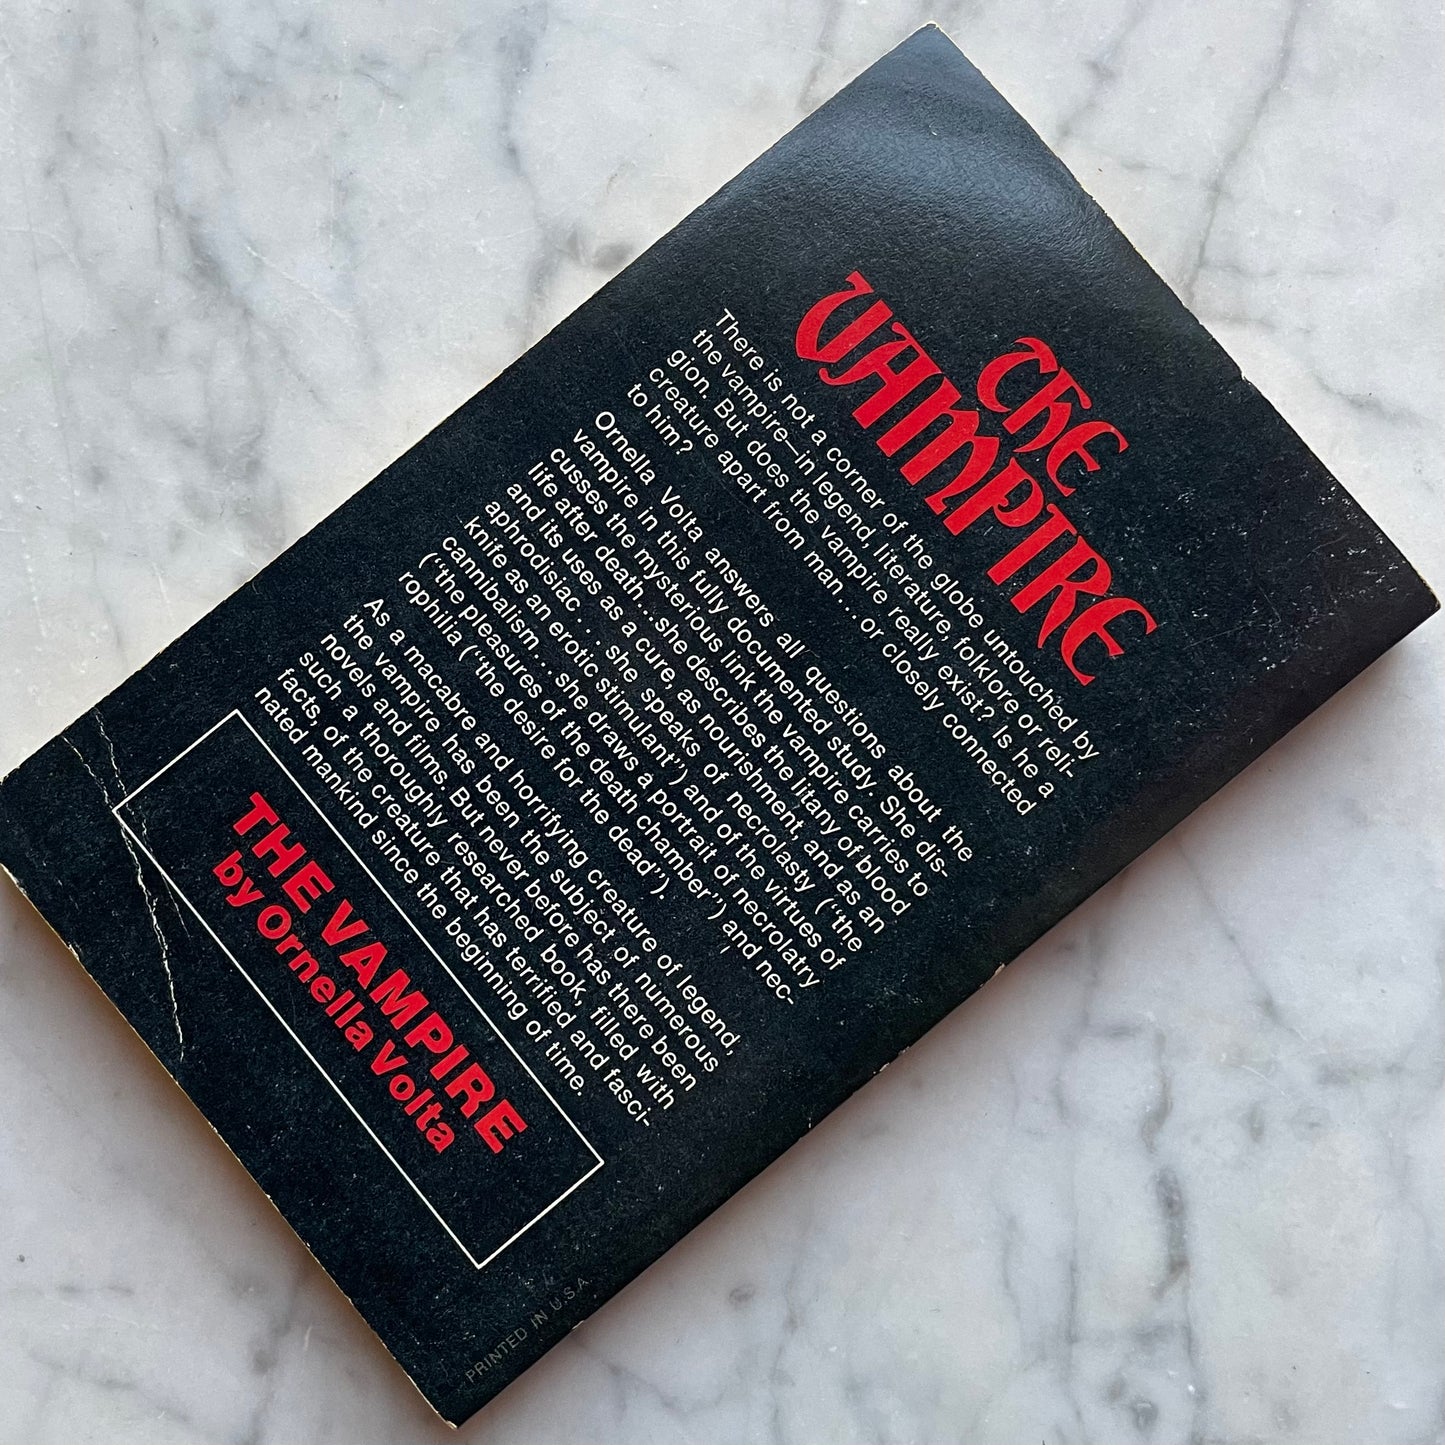 THE
VAMPIRE
There is not a corner of the globe untouched by
the vampire—in legend, literature, folklore or reli-
gion. But does the vampire really exist? Is he a
creature apart from man...or closely connected
to him?
Ornella Volta answers all questions about the
vampire in this fully documented study. She dis-
cusses the mysterious link the vampire carries to
life after death...she describes the litany of blood
and its uses as a cure, as nourishment, and as an
aphrodisiac...she speaks of necrolasty ("the
knife as an erotic stimulant") and of the virtues of
cannibalism...she draws a portrait of necrolatry
("the pleasures of the death chamber") and nec-
rophilia ("the desire for the dead").
As a macabre and horrifying creature of legend,
the vampire has been the subject of numerous
novels and films. But never before has there been
such a thoroughly researched book, filled with
facts, of the creature that has terrified and fasci-
nated mankind since the beginning of time.
THE VAMPIRE
by Ornella Volta
PRINTED IN U.S.A.